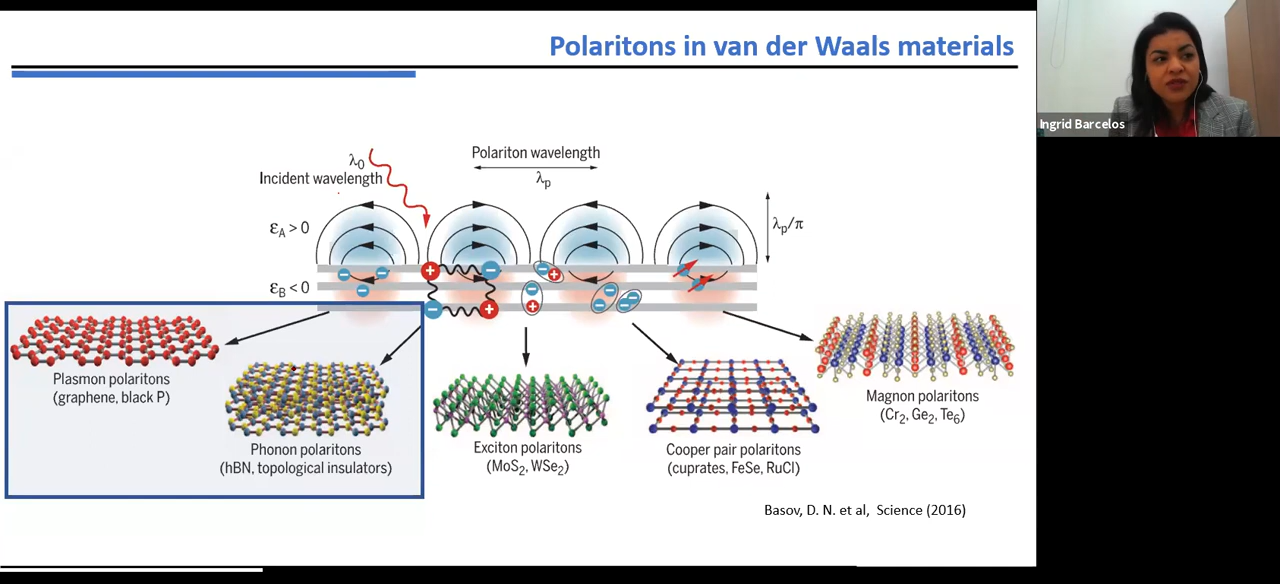 Polaritons in van der Waals materials
Ingrid Barcelos
λ0
Incident wavelength
Polariton wavelength
λp
εA > 0
λp/π
εB < 0
Plasmon polaritons
(graphene, black P)
Phonon polaritons
(hBN, topological insulators)
Exciton polaritons
(MoS2, WSe2)
Cooper pair polaritons
(cuprates, FeSe, RuCl)
Magnon polaritons
(Cr2, Ge2, Te6)
Basov, D. N. et al, Science (2016)